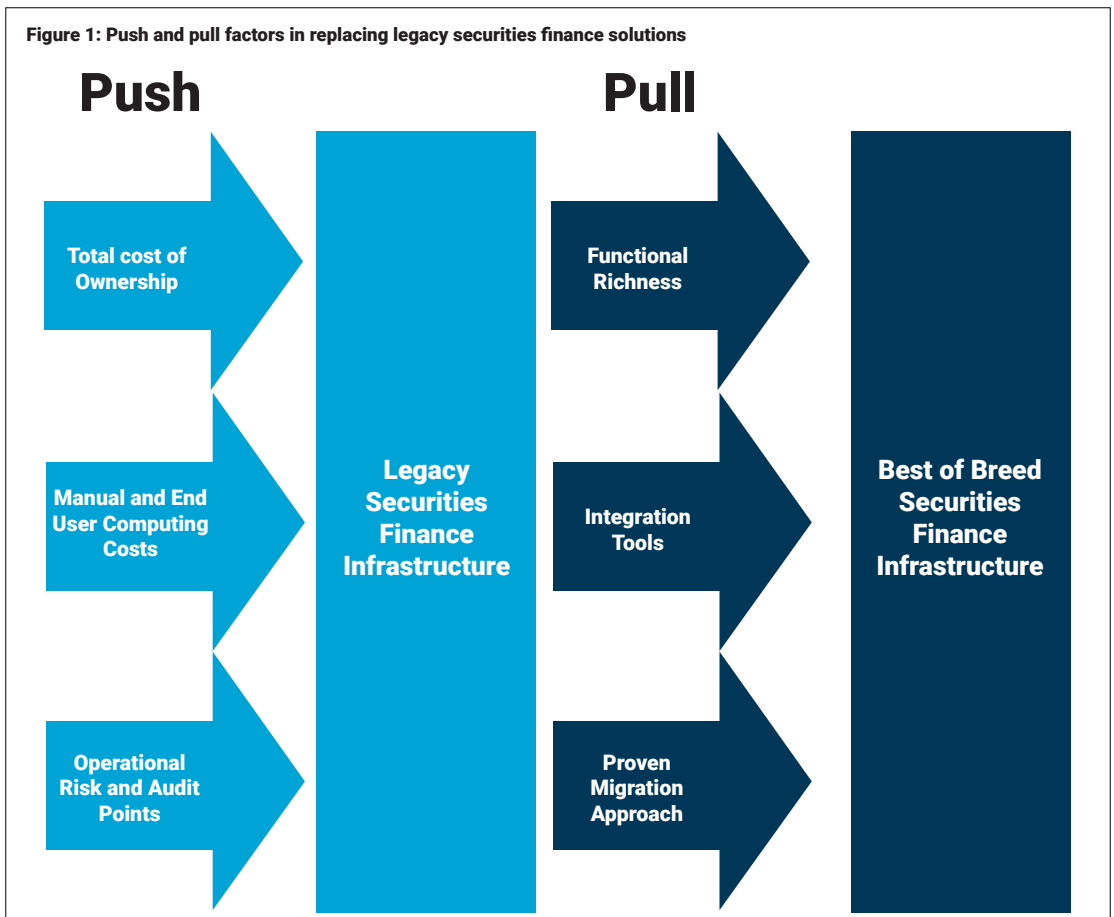 Figure 1: Push and pull factors in replacing legacy securities finance solutions
Push
Pull
Total cost of
Ownership
Manual and End
User Computing
Costs
Operational
Risk and Audit
Points
Legacy
Securities
Finance
Infrastructure
Functional
Richness
Integration
Tools
Proven
Migration
Approach
Best of Breed
Securities
Finance
Infrastructure